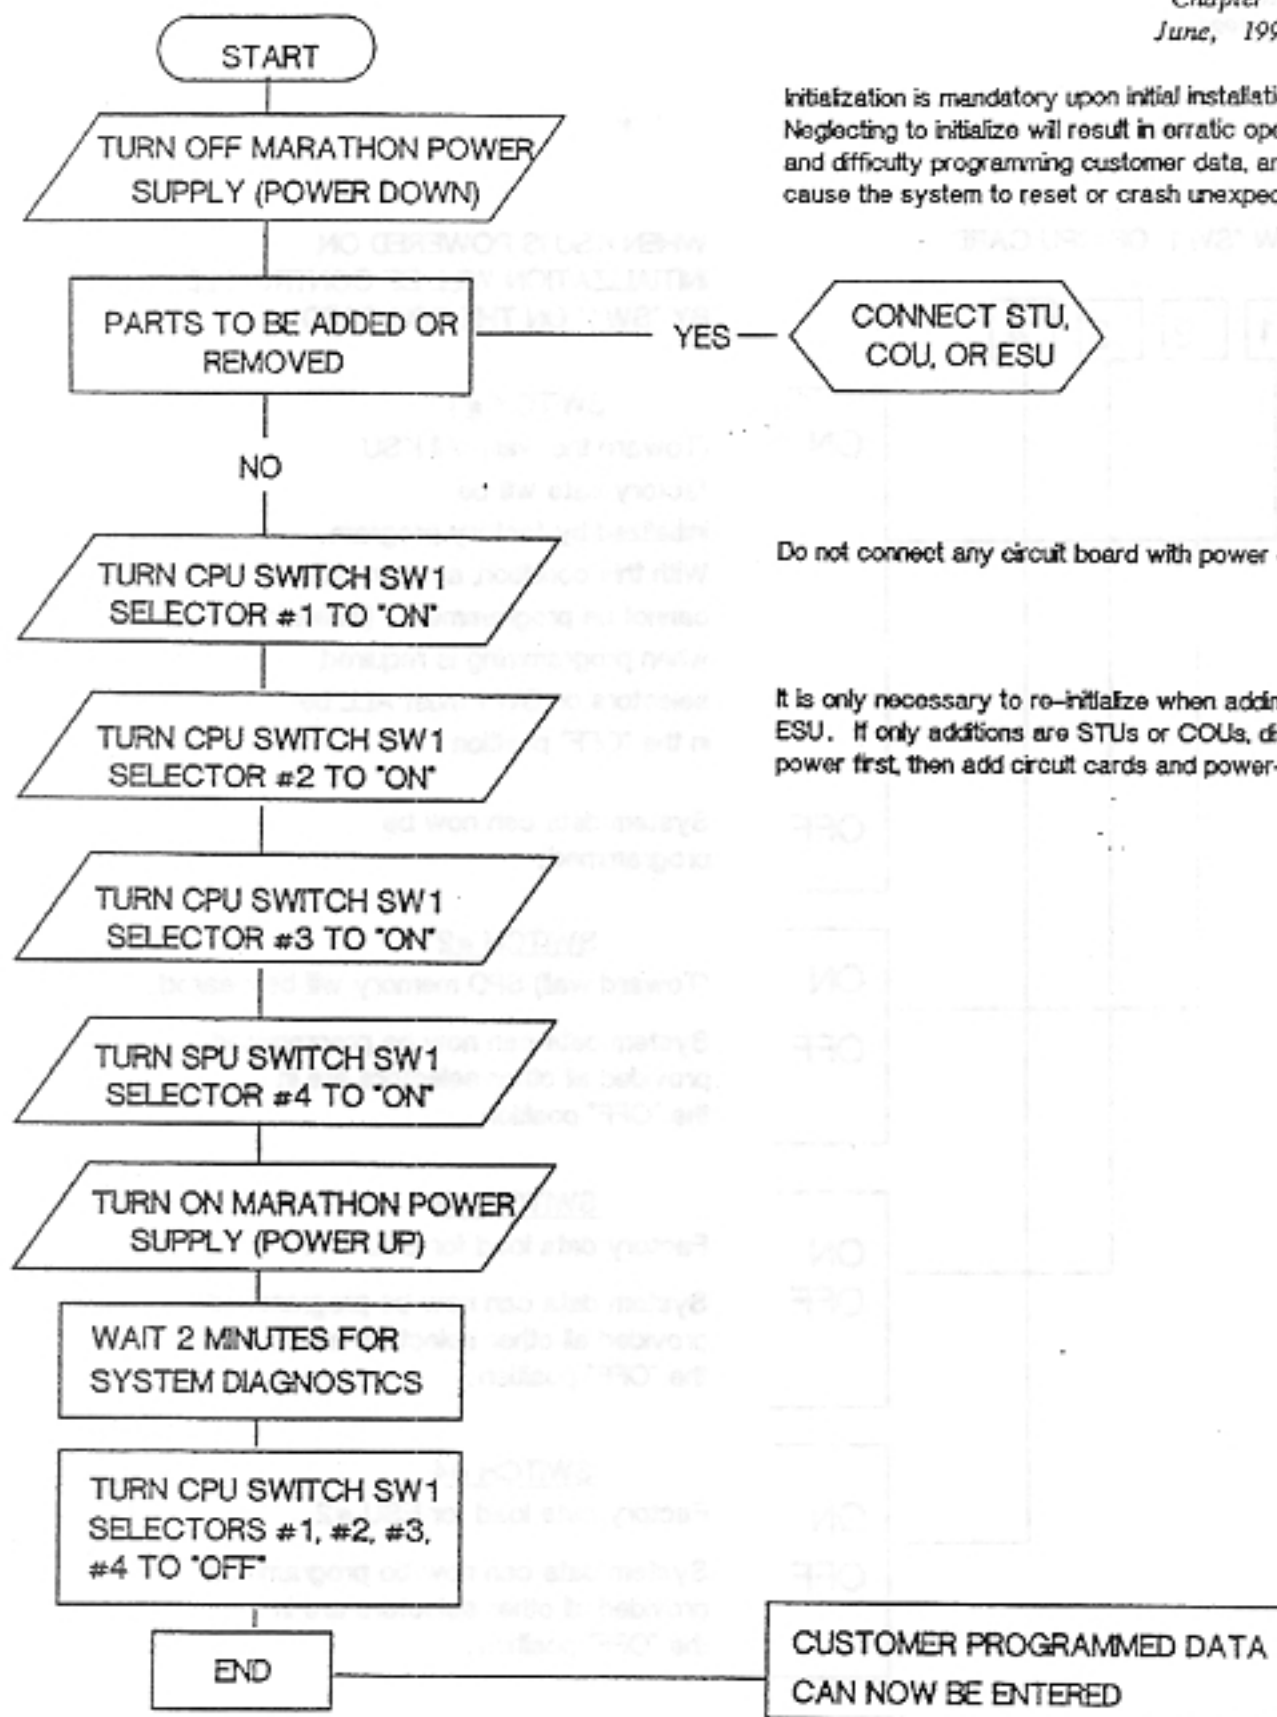 Chapter
June, 199
START
TURN OFF MARATHON POWER
SUPPLY (POWER DOWN)
Initialization is mandatory upon initial installati
Neglecting to initialize will result in erratic ope
and difficulty programming customer data, an
cause the system to reset or crash unexpec
PARTS TO BE ADDED OR
REMOVED
YES
CONNECT STU,
COU, OR ESU
NO
TURN CPU SWITCH SW1
SELECTOR #1 TO "ON"
Do not connect any circuit board with power
TURN CPU SWITCH SW1
SELECTOR #2 TO "ON"
It is only necessary to re-initialize when addin
ESU. If only additions are STUs or COUs, di
power first, then add circuit cards and power-
TURN CPU SWITCH SW1
SELECTOR #3 TO "ON"
TURN SPU SWITCH SW1
SELECTOR #4 TO "ON"
TURN ON MARATHON POWER
SUPPLY (POWER UP)
WAIT 2 MINUTES FOR
SYSTEM DIAGNOSTICS
TURN CPU SWITCH SW1
SELECTORS #1, #2, #3,
#4 TO "OFF"
END
CUSTOMER PROGRAMMED DATA
CAN NOW BE ENTERED